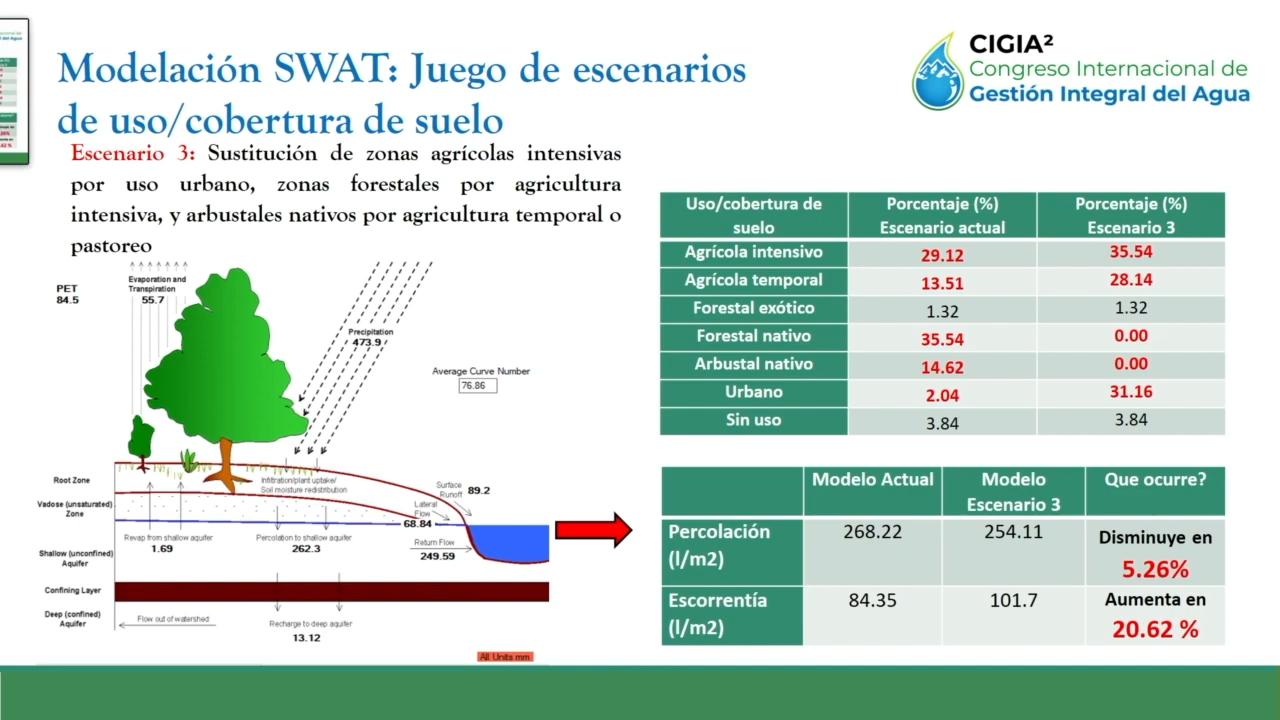 Modelación SWAT: Juego de escenarios
de uso/cobertura de suelo
CIGIA²
Congreso Internacional de
Gestión Integral del Agua
Escenario 3: Sustitución de zonas agrícolas intensivas
por uso urbano, zonas forestales por agricultura
intensiva, y arbustales nativos por agricultura temporal o
pastoreo
PET
84.5
Evaporation and
Transpiration
55.7
Precipitation
473.9
Average Curve Number
76.86
Root Zone
Infiltration/plant uptake/
Soil moisture redistribution
Surface
Runoff
89.2
Vadose (unsaturated)
Zone
Lateral
Flow
68.84
Revap from shallow aquifer
1.69
Percolation to shallow aquifer
262.3
Return Flow
249.59
Shallow (unconfined)
Aquifer
Confining Layer
Deep (confined)
Aquifer
Flow out of watershed
Recharge to deep aquifer
13.12
All Units mm
Uso/cobertura de suelo Porcentaje (%) Escenario actual Porcentaje (%) Escenario 3
Agrícola intensivo 29.12 35.54
Agrícola temporal 13.51 28.14
Forestal exótico 1.32 1.32
Forestal nativo 35.54 0.00
Arbustal nativo 14.62 0.00
Urbano 2.04 31.16
Sin uso 3.84 3.84
Modelo Actual Modelo Escenario 3 Que ocurre?
Percolación (l/m2) 268.22 254.11 Disminuye en 5.26%
Escorrentía (l/m2) 84.35 101.7 Aumenta en 20.62 %